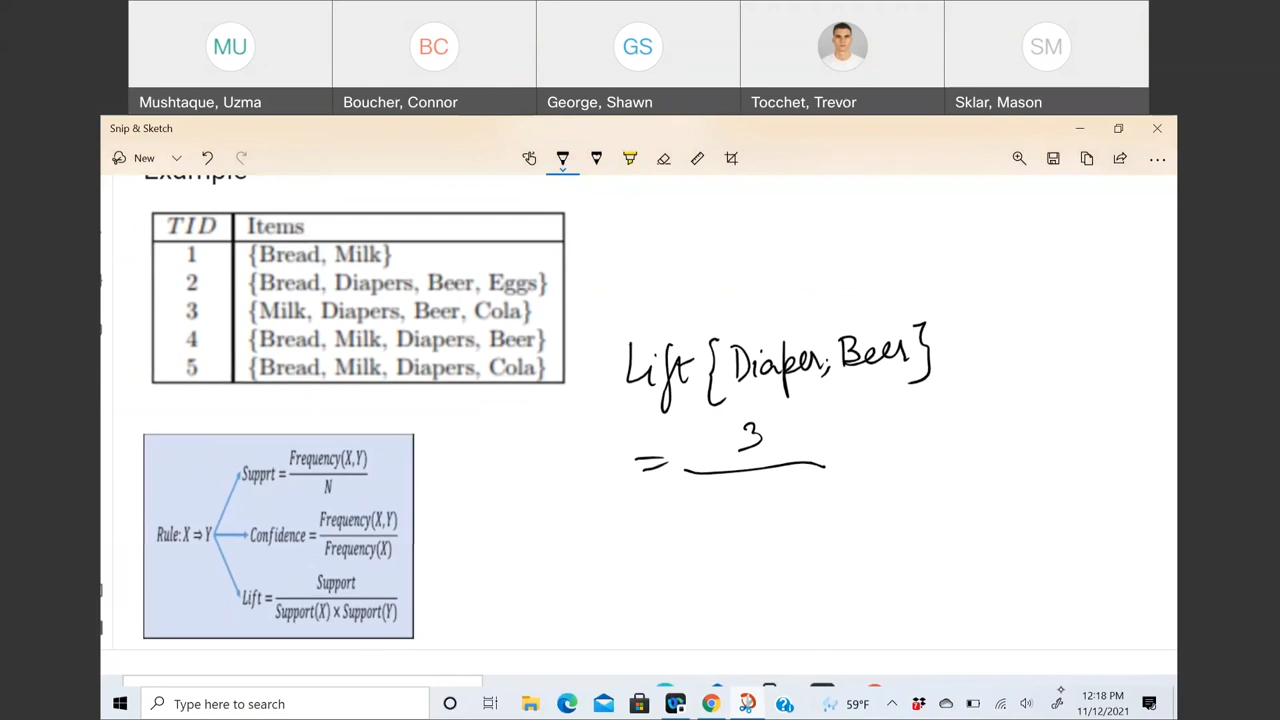 MU
BC
GS
SM
Mushtaque, Uzma
Boucher, Connor
George, Shawn
Tocchet, Trevor
Sklar, Mason
Snip & Sketch
New
Example
TID Items
1 {Bread, Milk}
2 {Bread, Diapers, Beer, Eggs}
3 {Milk, Diapers, Beer, Cola}
4 {Bread, Milk, Diapers, Beer}
5 {Bread, Milk, Diapers, Cola}
Lift {Diaper, Beer}
3
=
Rule: X ⇒ Y
Supprt = Frequency(X,Y)
N
Confidence = Frequency(X,Y)
Frequency(X)
Lift = Support
Support(X) × Support(Y)
Type here to search
59°F
12:18 PM
11/12/2021